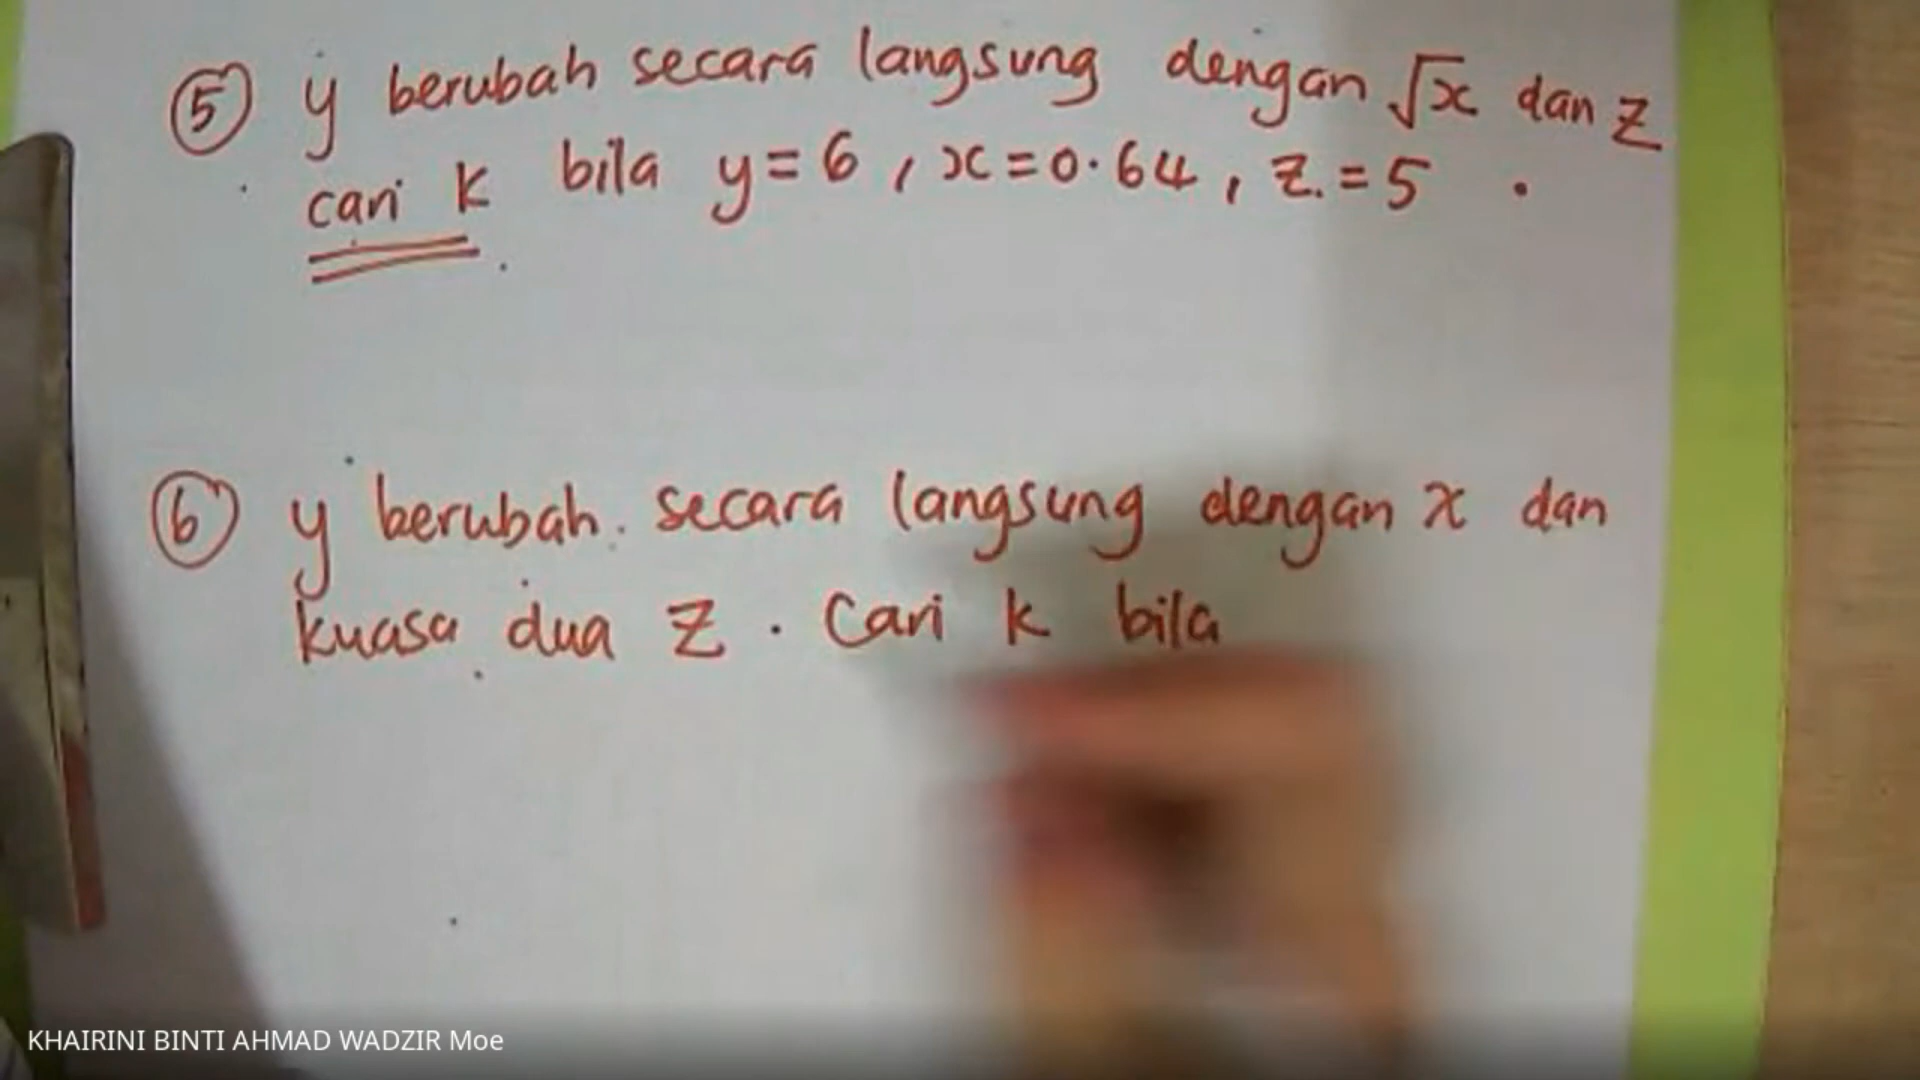 5 y berubah secara langsung dengan √x dan z
cari k bila y = 6 , x = 0.64 , z = 5 .
6 y berubah secara langsung dengan x dan
kuasa dua z . Cari k bila
KHAIRINI BINTI AHMAD WADZIR Moe